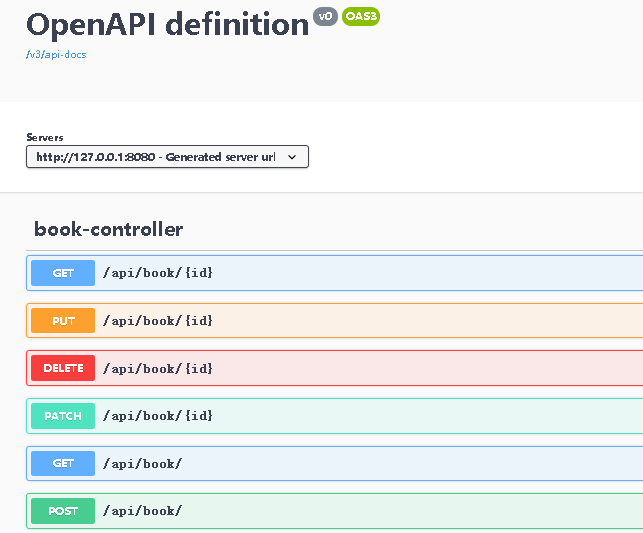 OpenAPI definition v0 OAS3
/v3/api-docs
Servers
http://127.0.0.1:8080 - Generated server url
book-controller
GET /api/book/{id}
PUT /api/book/{id}
DELETE /api/book/{id}
PATCH /api/book/{id}
GET /api/book/
POST /api/book/